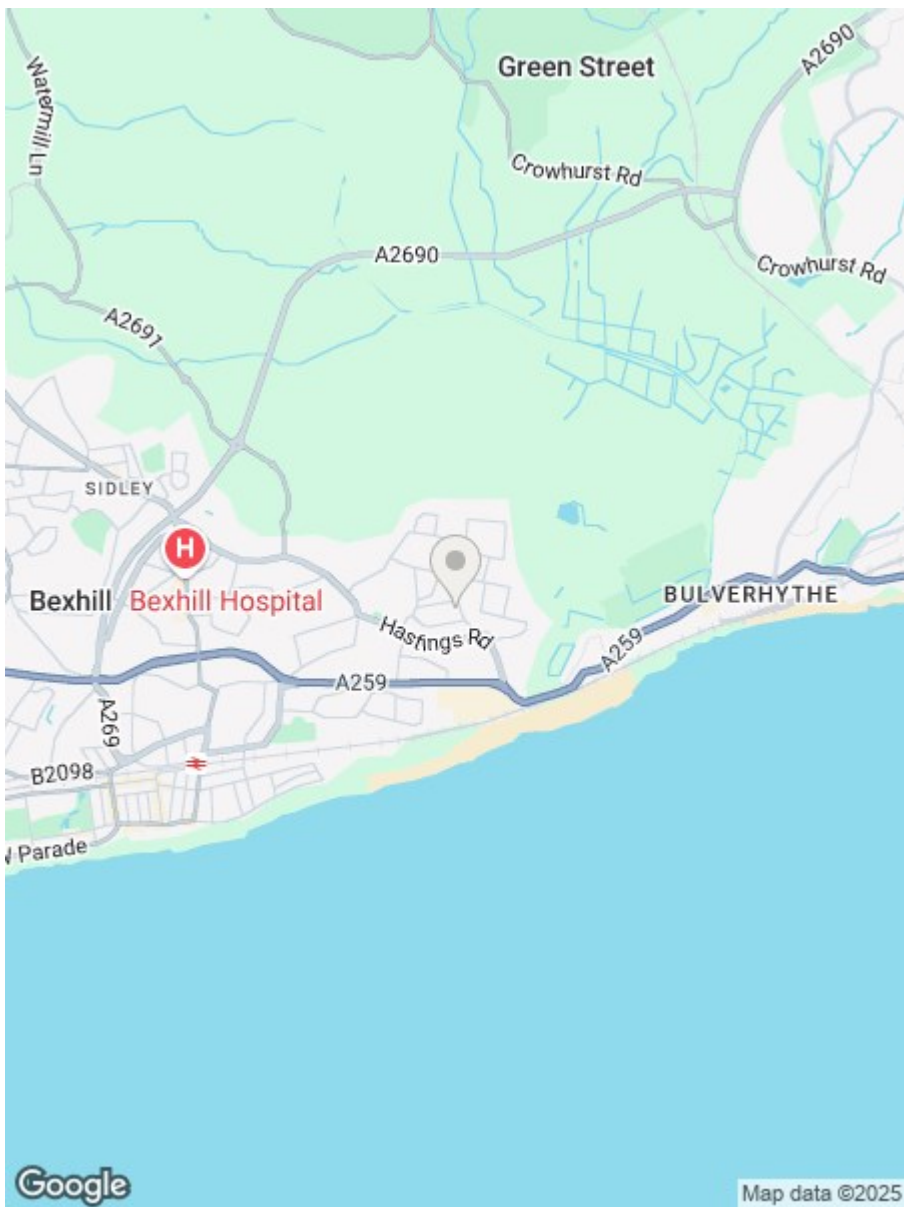 Green Street
A2690
Watermill Ln
Crowhurst Rd
A2690
Crowhurst Rd
A2691
SIDLEY
H
Bexhill
Bexhill Hospital
BULVERHYTHE
Hastings Rd
A259
A259
A269
B2098
W Parade
Google
Map data ©2025